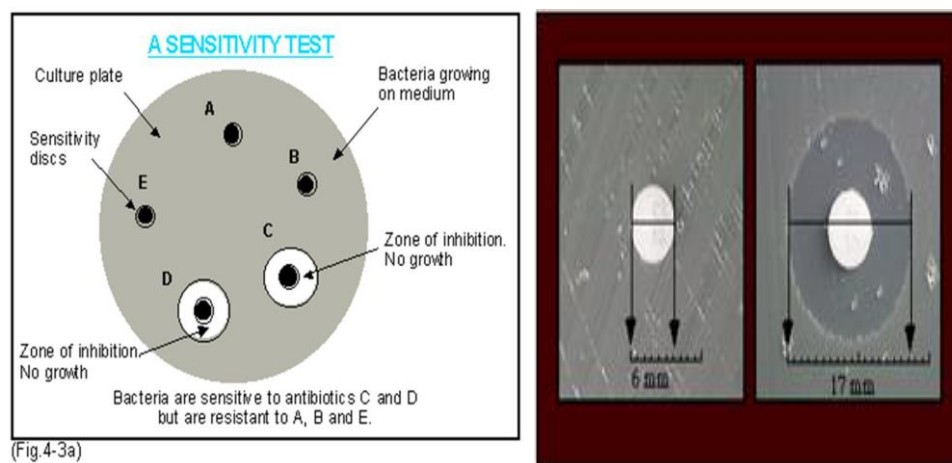 A SENSITIVITY TEST
Culture plate
Bacteria growing
on medium
A
Sensitivity
discs
B
E
C
Zone of inhibition.
No growth
D
Zone of inhibition.
No growth
Bacteria are sensitive to antibiotics C and D
but are resistant to A, B and E.
(Fig.4-3a)
6 mm
17 mm